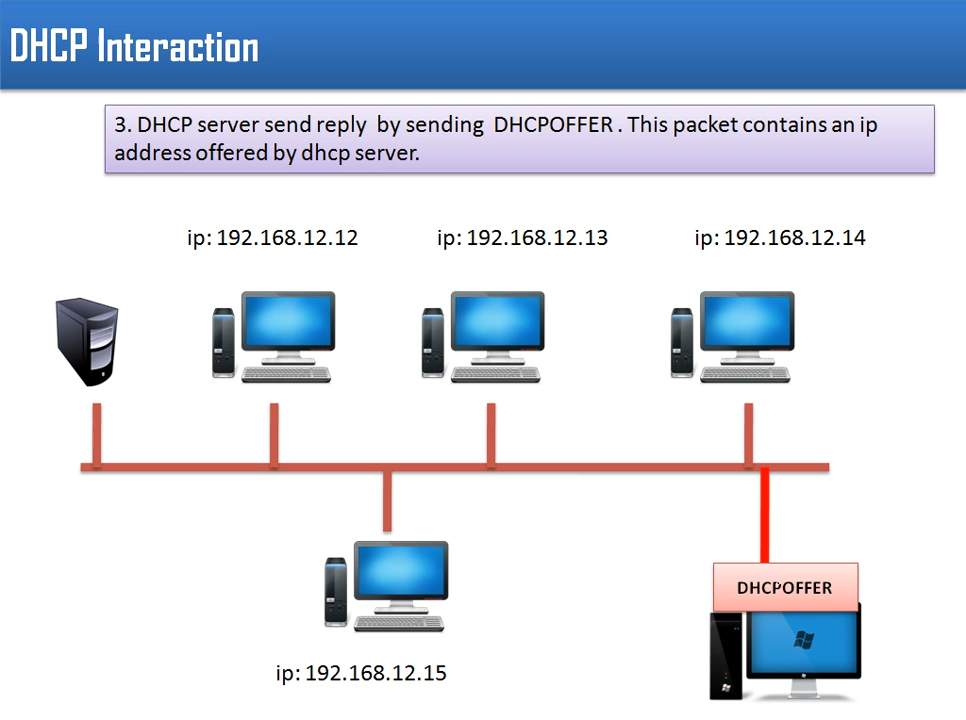 DHCP Interaction
3. DHCP server send reply by sending DHCPOFFER . This packet contains an ip
address offered by dhcp server.
ip: 192.168.12.12
ip: 192.168.12.13
ip: 192.168.12.14
DHCPOFFER
ip: 192.168.12.15